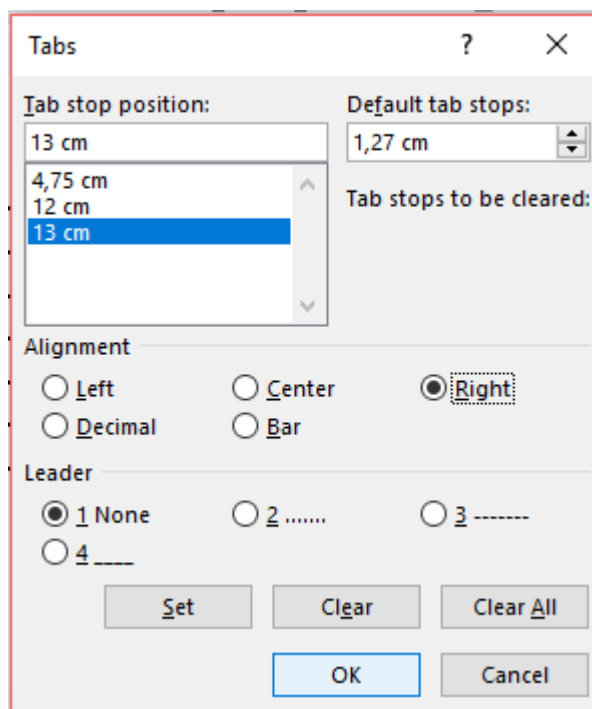 Tabs ?
Tab stop position: Default tab stops:
13 cm 1,27 cm
4,75 cm Tab stops to be cleared:
12 cm
13 cm
Alignment
Left Center Right
Decimal Bar
Leader
1 None 2 ....... 3 -------
4 ____
Set Clear Clear All
OK Cancel